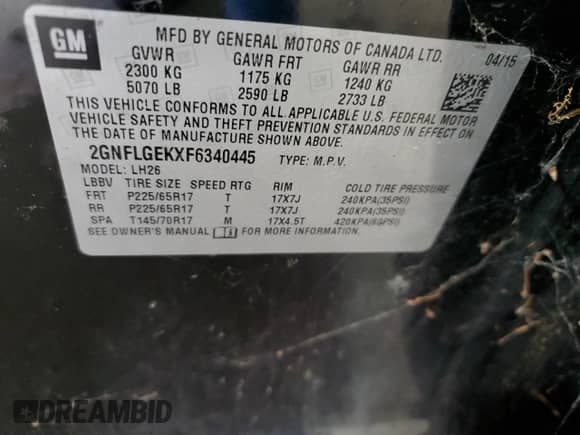 GM
MFD BY GENERAL MOTORS OF CANADA LTD.
04/15
GVWR GAWR FRT GAWR RR
2300 KG 1175 KG 1240 KG
5070 LB 2590 LB 2733 LB
THIS VEHICLE CONFORMS TO ALL APPLICABLE U.S. FEDERAL MOTOR
VEHICLE SAFETY AND THEFT PREVENTION STANDARDS IN EFFECT ON
THE DATE OF MANUFACTURE SHOWN ABOVE.
2GNFLGEKXF6340445 TYPE: M.P.V.
MODEL: LH26
LBBV TIRE SIZE SPEED RTG RIM COLD TIRE PRESSURE
FRT P225/65R17 T 17X7J 240KPA(35PSI)
RR P225/65R17 T 17X7J 240KPA(35PSI)
SPA T145/70R17 M 17X4.5T 420KPA(60PSI)
SEE OWNER'S MANUAL FOR MORE INFORMATION.
DREAMBID